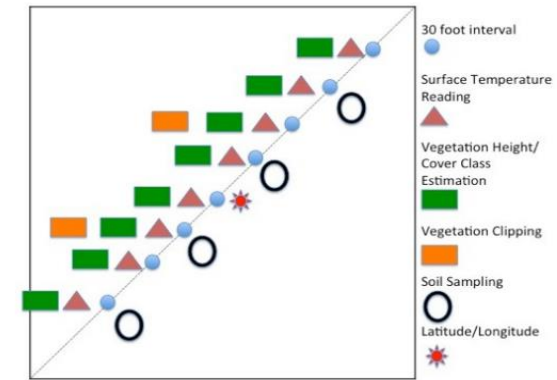 30 foot interval
Surface Temperature
Reading
Vegetation Height/
Cover Class
Estimation
Vegetation Clipping
Soil Sampling
Latitude/Longitude